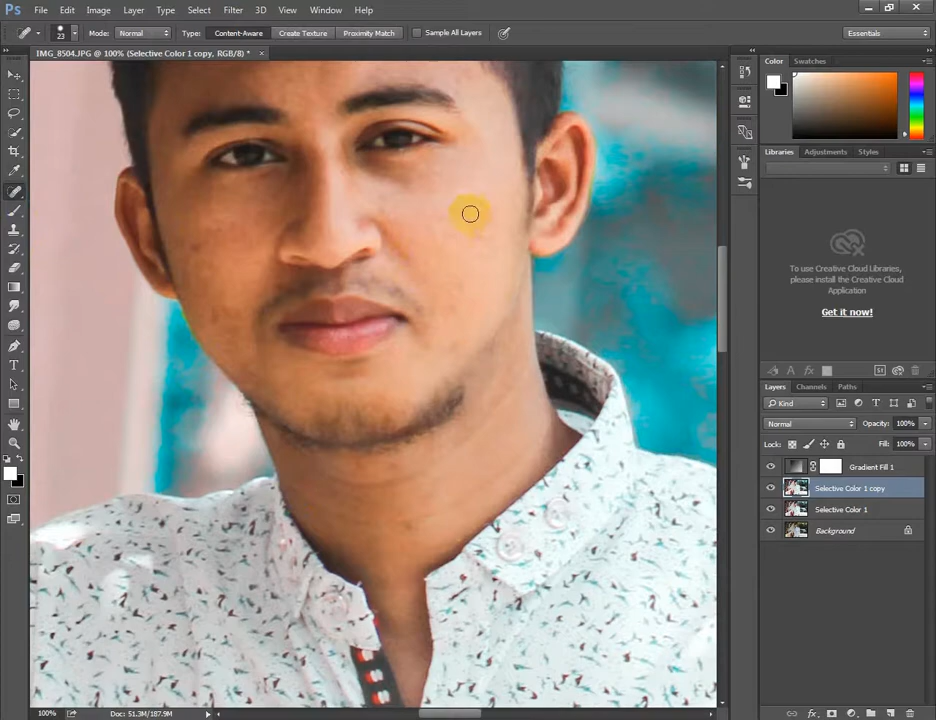 Ps File Edit Image Layer Type Select Filter 3D View Window Help
23 Mode: Normal Type: Content-Aware Create Texture Proximity Match Sample All Layers Essentials
IMG_8504.JPG @ 100% (Selective Color 1 copy, RGB/8) * ×
Color Swatches
Libraries Adjustments Styles
To use Creative Cloud Libraries,
please install the Creative Cloud
Application
Get it now!
Layers Channels Paths
Kind
Normal Opacity: 100%
Lock: Fill: 100%
Gradient Fill 1
Selective Color 1 copy
Selective Color 1
Background
100% Doc: 51.3M/187.9M